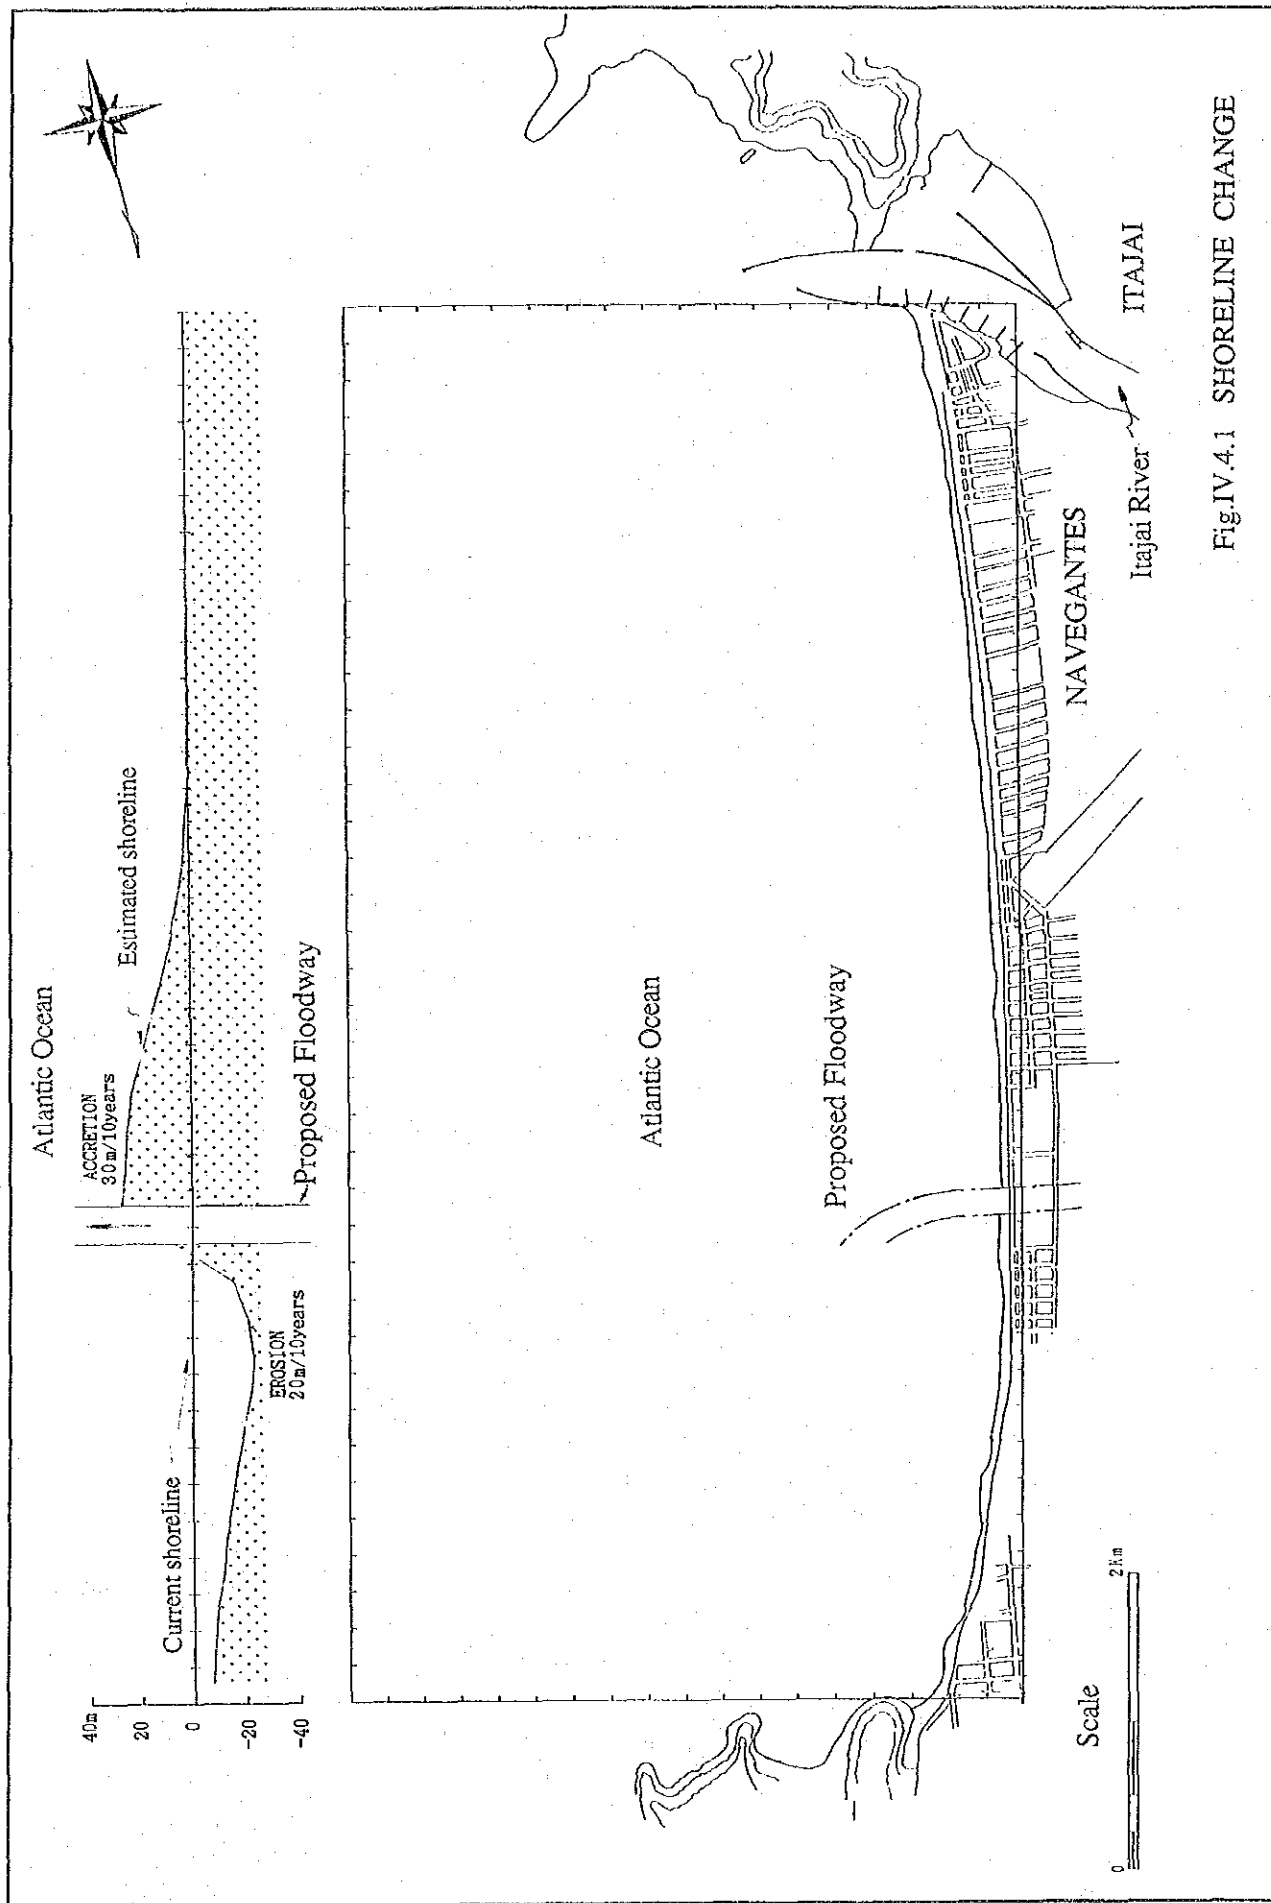 Atlantic Ocean
ACCRETION
30m/10years
Estimated shoreline
Current shoreline
EROSION
20m/10years
Proposed Floodway
40m
20
0
-20
-40
Atlantic Ocean
Proposed Floodway
NAVEGANTES
Itajai River
ITAJAI
Scale
0
2Km
Fig.IV.4.1 SHORELINE CHANGE